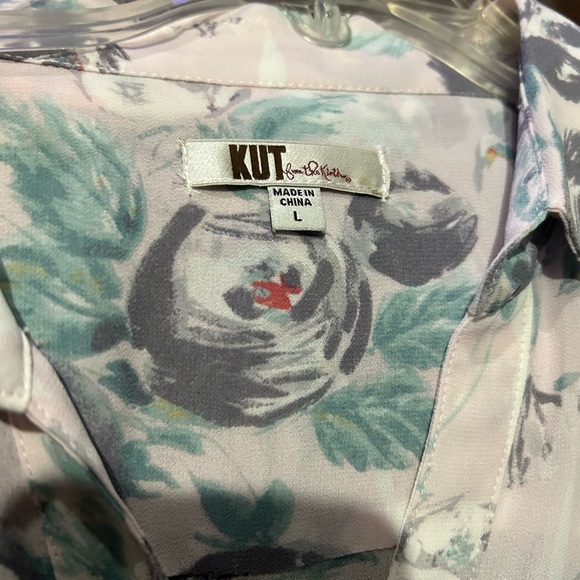 KUT from the Kloth
MADE IN
CHINA
L